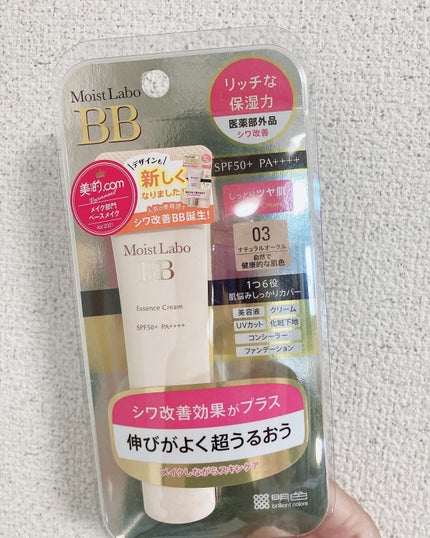 Moist Labo
BB
リッチな
保湿力
医薬部外品
シワ改善
SPF50+ PA++++
美的.com
Recommend
メイク部門
ベースメイク
デザインも
新しく
なりました!
シワ改善BB誕生!
しっとりツヤ肌
03
ナチュラルオークル
自然で
健康的な肌色
Moist Labo
BB
Essence Cream
SPF50+ PA++++
1つ6役
肌悩みしっかりカバー
美容液 クリーム
UVカット 化粧下地
コンシーラー
ファンデーション
シワ改善効果がプラス
伸びがよく超うるおう
メイクしながらスキンケア
明色
brilliant colors